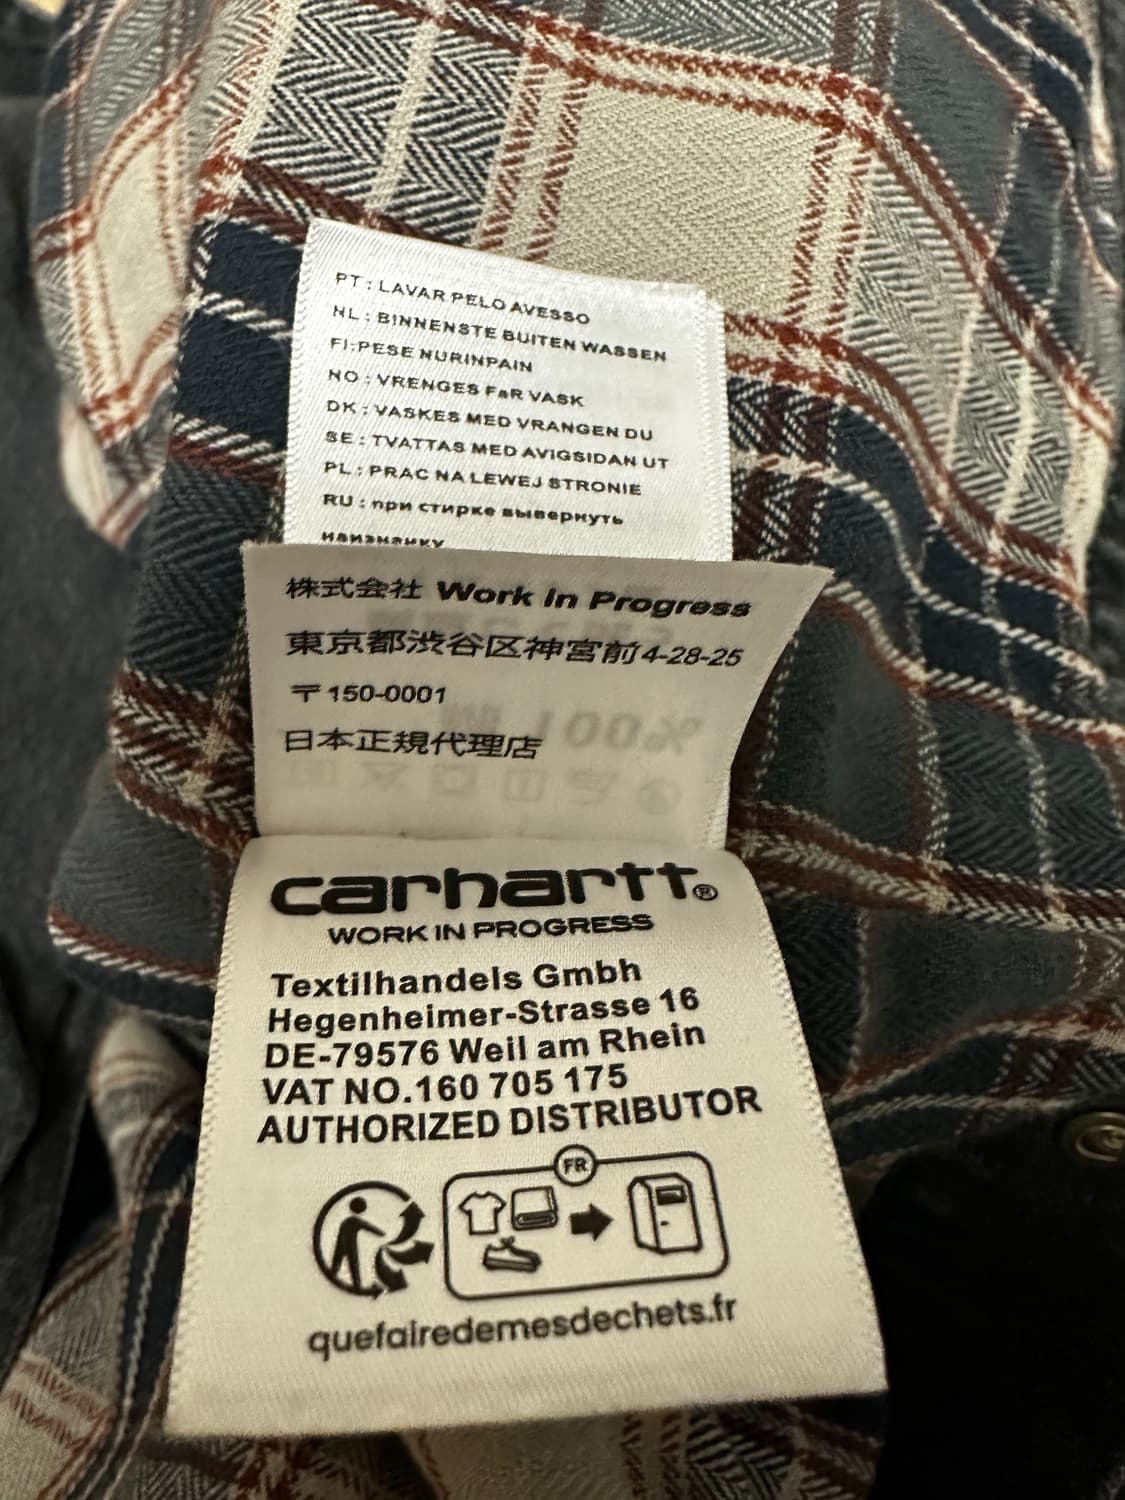 PT : LAVAR PELO AVESSO
NL : BINNENSTE BUITEN WASSEN
FI:PESE NURINPAIN
NO : VRENGES FøR VASK
DK : VASKES MED VRANGEN DU
SE : TVATTAS MED AVIGSIDAN UT
PL : PRAC NA LEWEJ STRONIE
RU : при стирке вывернуть
наизнанку
株式会社 Work In Progress
東京都渋谷区神宮前4-28-25
〒150-0001
日本正規代理店
carhartt®
WORK IN PROGRESS
Textilhandels Gmbh
Hegenheimer-Strasse 16
DE-79576 Weil am Rhein
VAT NO.160 705 175
AUTHORIZED DISTRIBUTOR
FR
quefairedemesdechets.fr